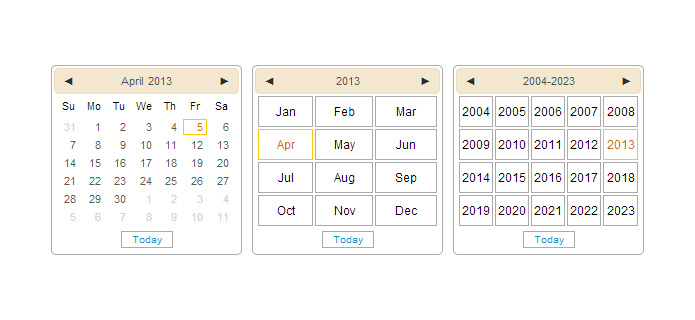 ◄ April 2013 ►
Su Mo Tu We Th Fr Sa
31 1 2 3 4 5 6
7 8 9 10 11 12 13
14 15 16 17 18 19 20
21 22 23 24 25 26 27
28 29 30 1 2 3 4
5 6 7 8 9 10 11
Today
◄ 2013 ►
Jan Feb Mar
Apr May Jun
Jul Aug Sep
Oct Nov Dec
Today
◄ 2004-2023 ►
2004 2005 2006 2007 2008
2009 2010 2011 2012 2013
2014 2015 2016 2017 2018
2019 2020 2021 2022 2023
Today